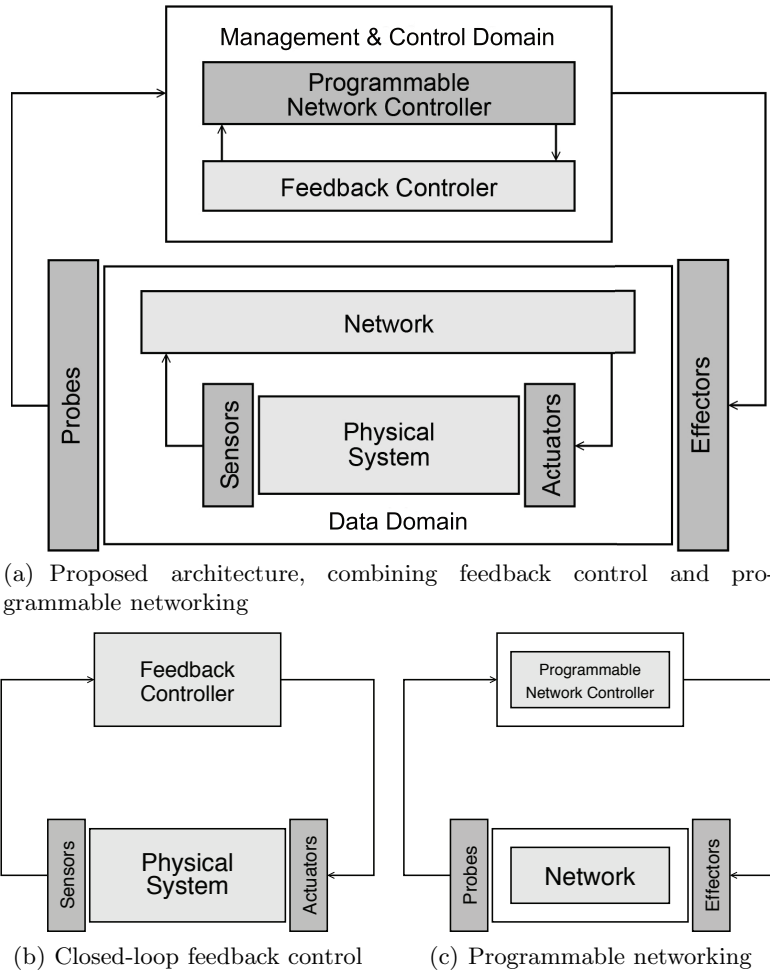 Management & Control Domain
Programmable
Network Controller
Feedback Controler
Network
Probes
Sensors
Physical
System
Actuators
Effectors
Data Domain
(a) Proposed architecture, combining feedback control and pro-
grammable networking
Feedback
Controller
Sensors
Physical
System
Actuators
(b) Closed-loop feedback control
Programmable
Network Controller
Probes
Network
Effectors
(c) Programmable networking